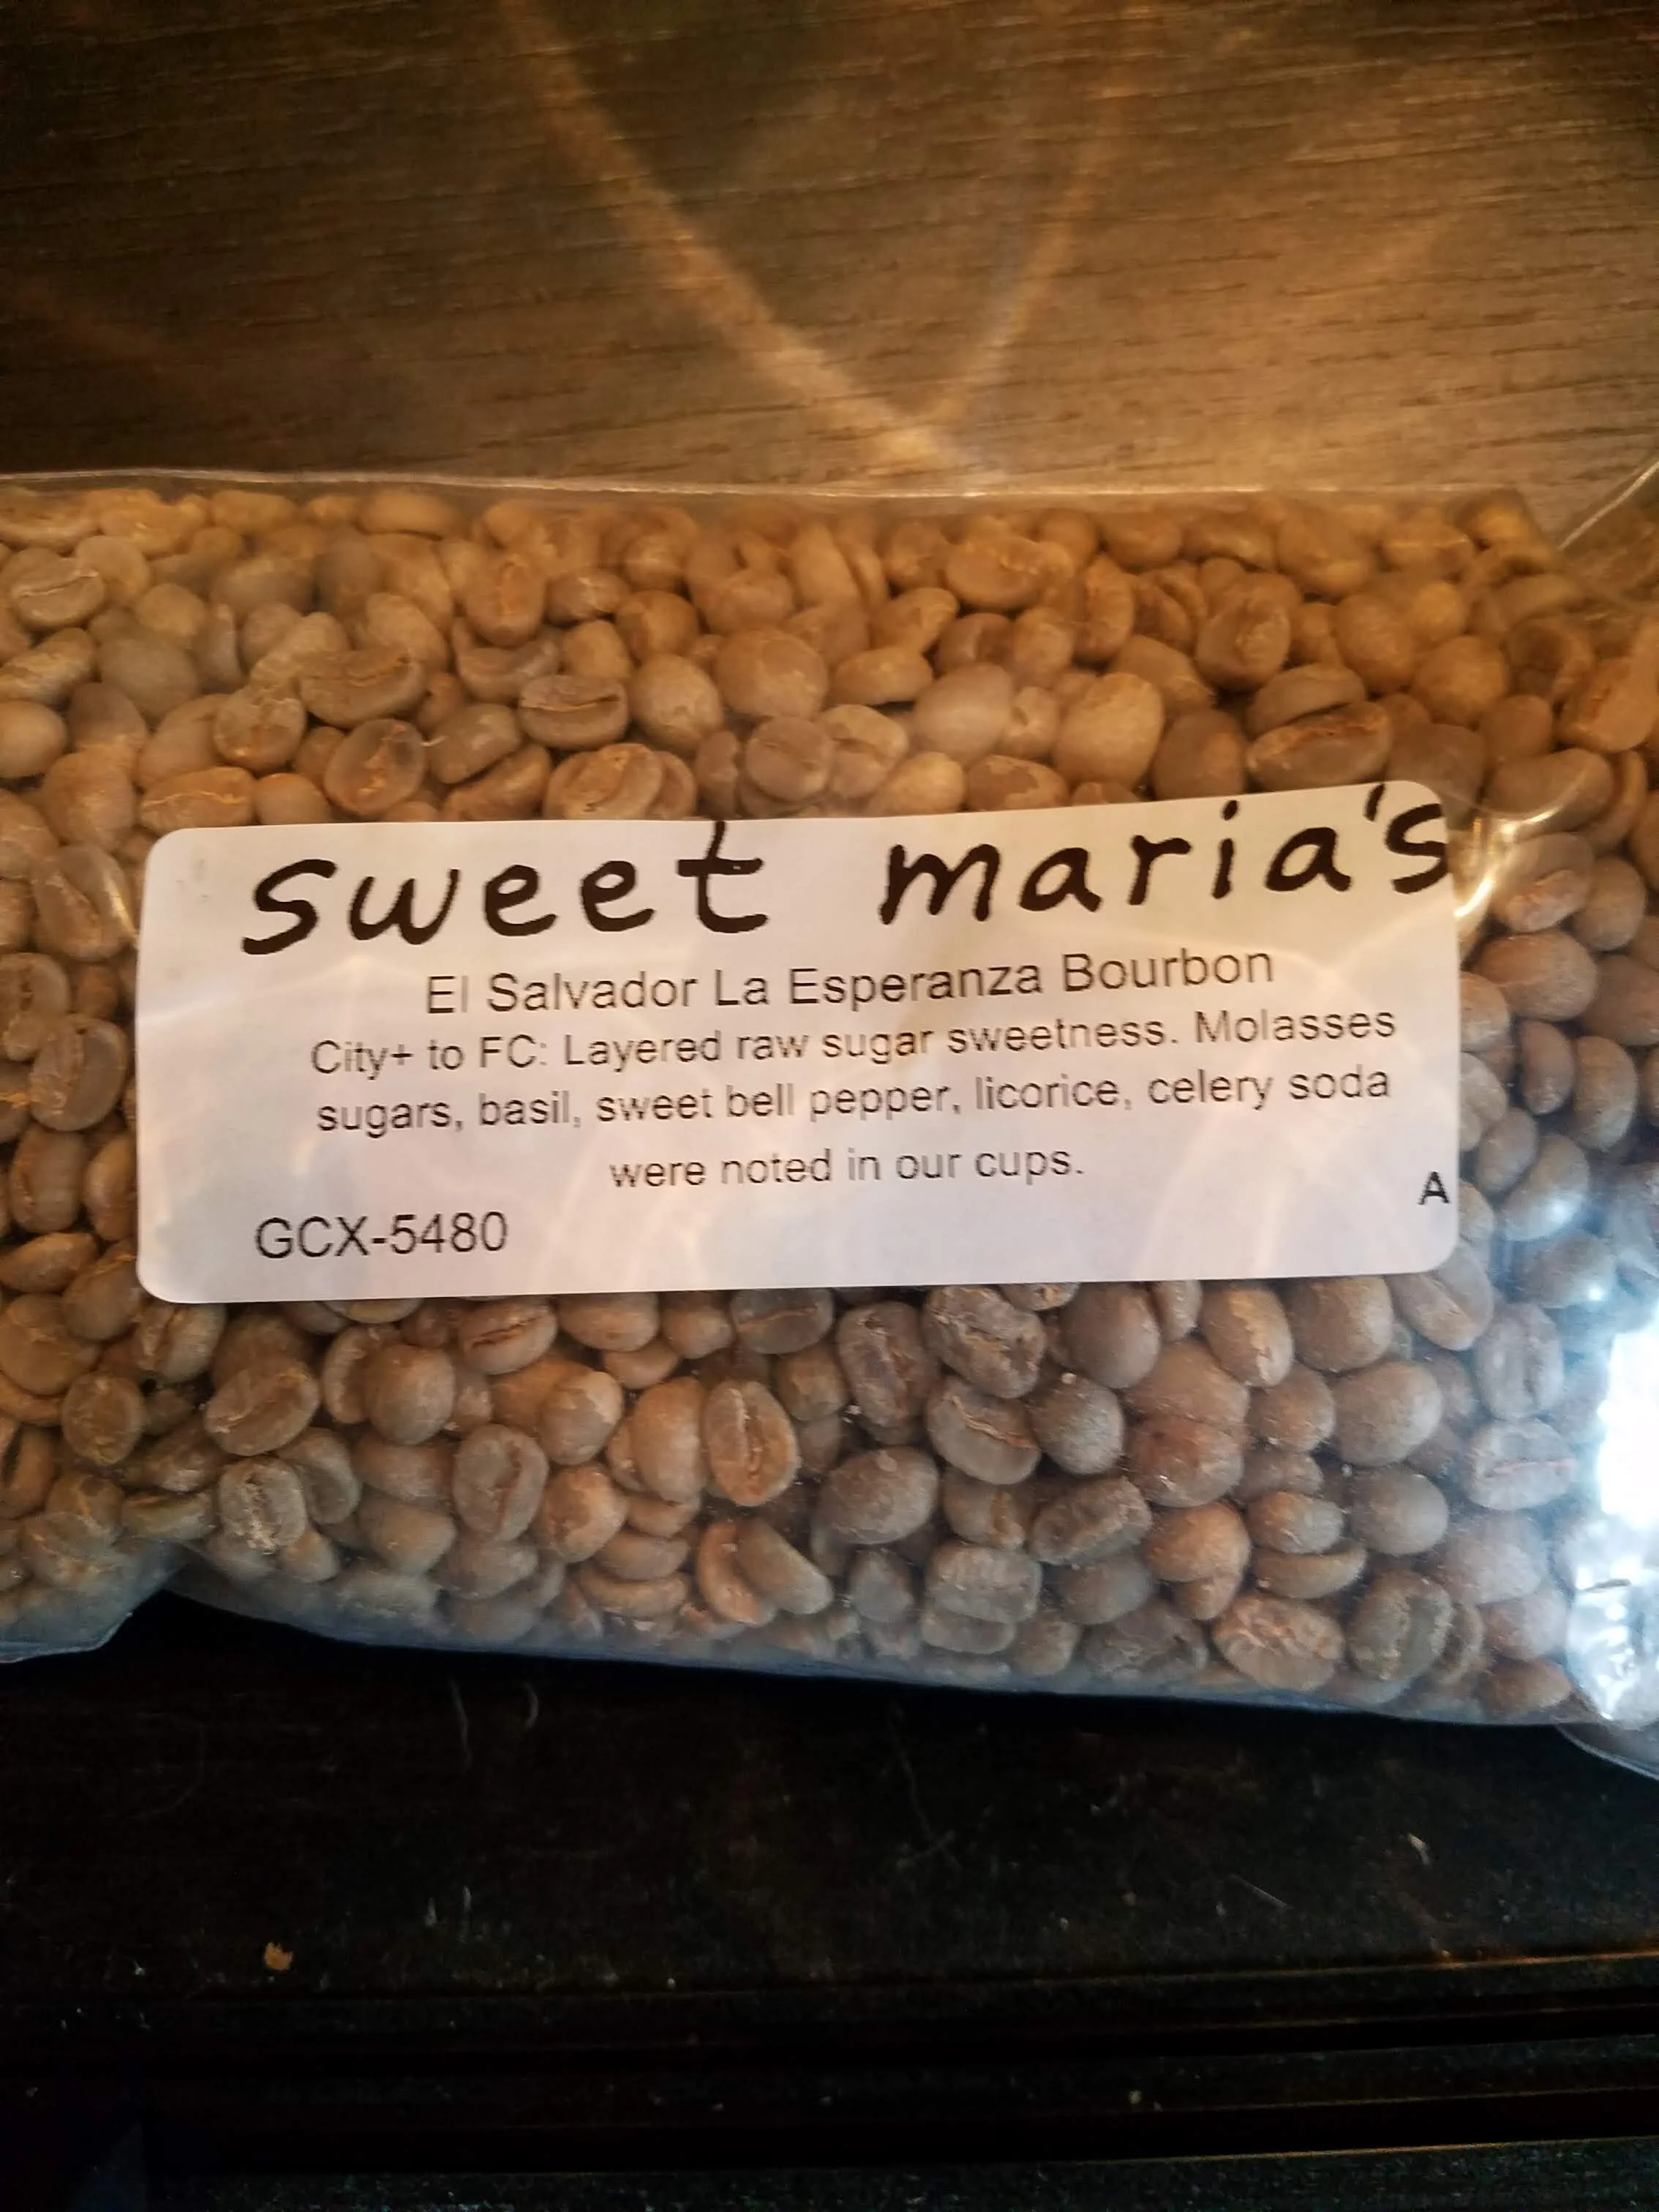 sweet maria's
El Salvador La Esperanza Bourbon
City+ to FC: Layered raw sugar sweetness. Molasses
sugars, basil, sweet bell pepper, licorice, celery soda
were noted in our cups.
A
GCX-5480